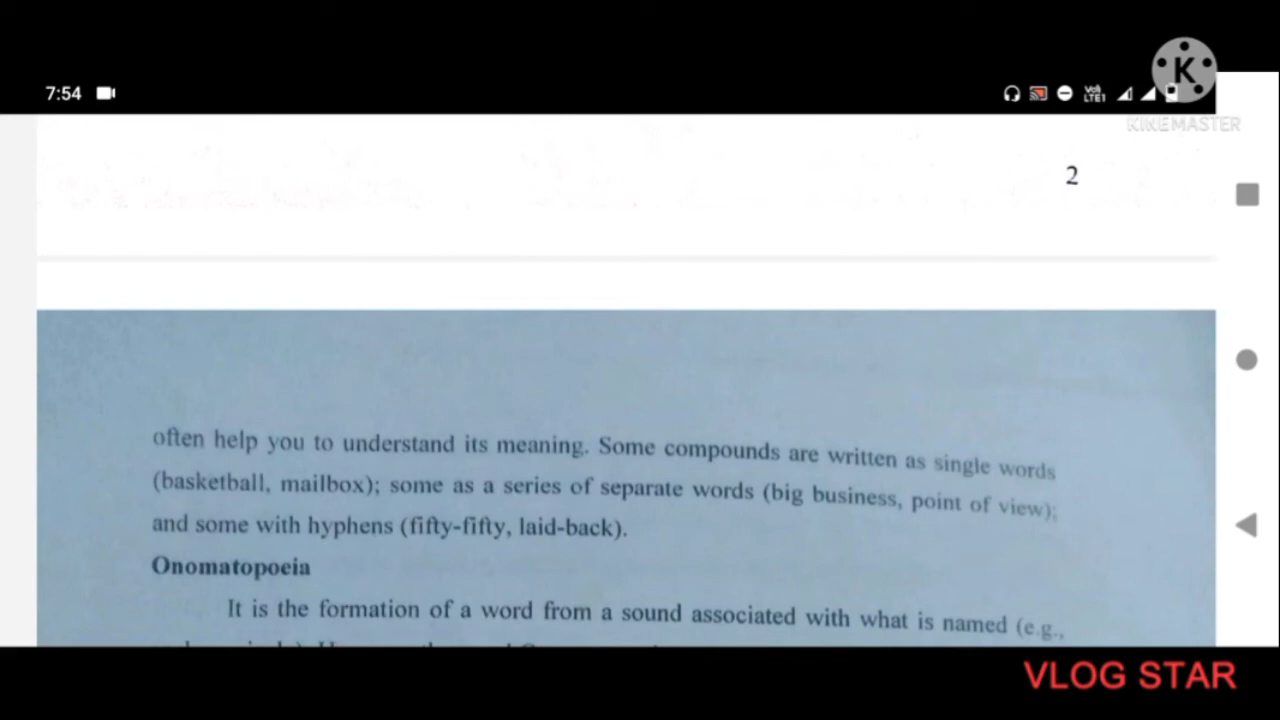 7:54
K
KINEMASTER
2
often help you to understand its meaning. Some compounds are written as single words
(basketball, mailbox); some as a series of separate words (big business, point of view);
and some with hyphens (fifty-fifty, laid-back).
Onomatopoeia
It is the formation of a word from a sound associated with what is named (e.g.,
VLOG STAR